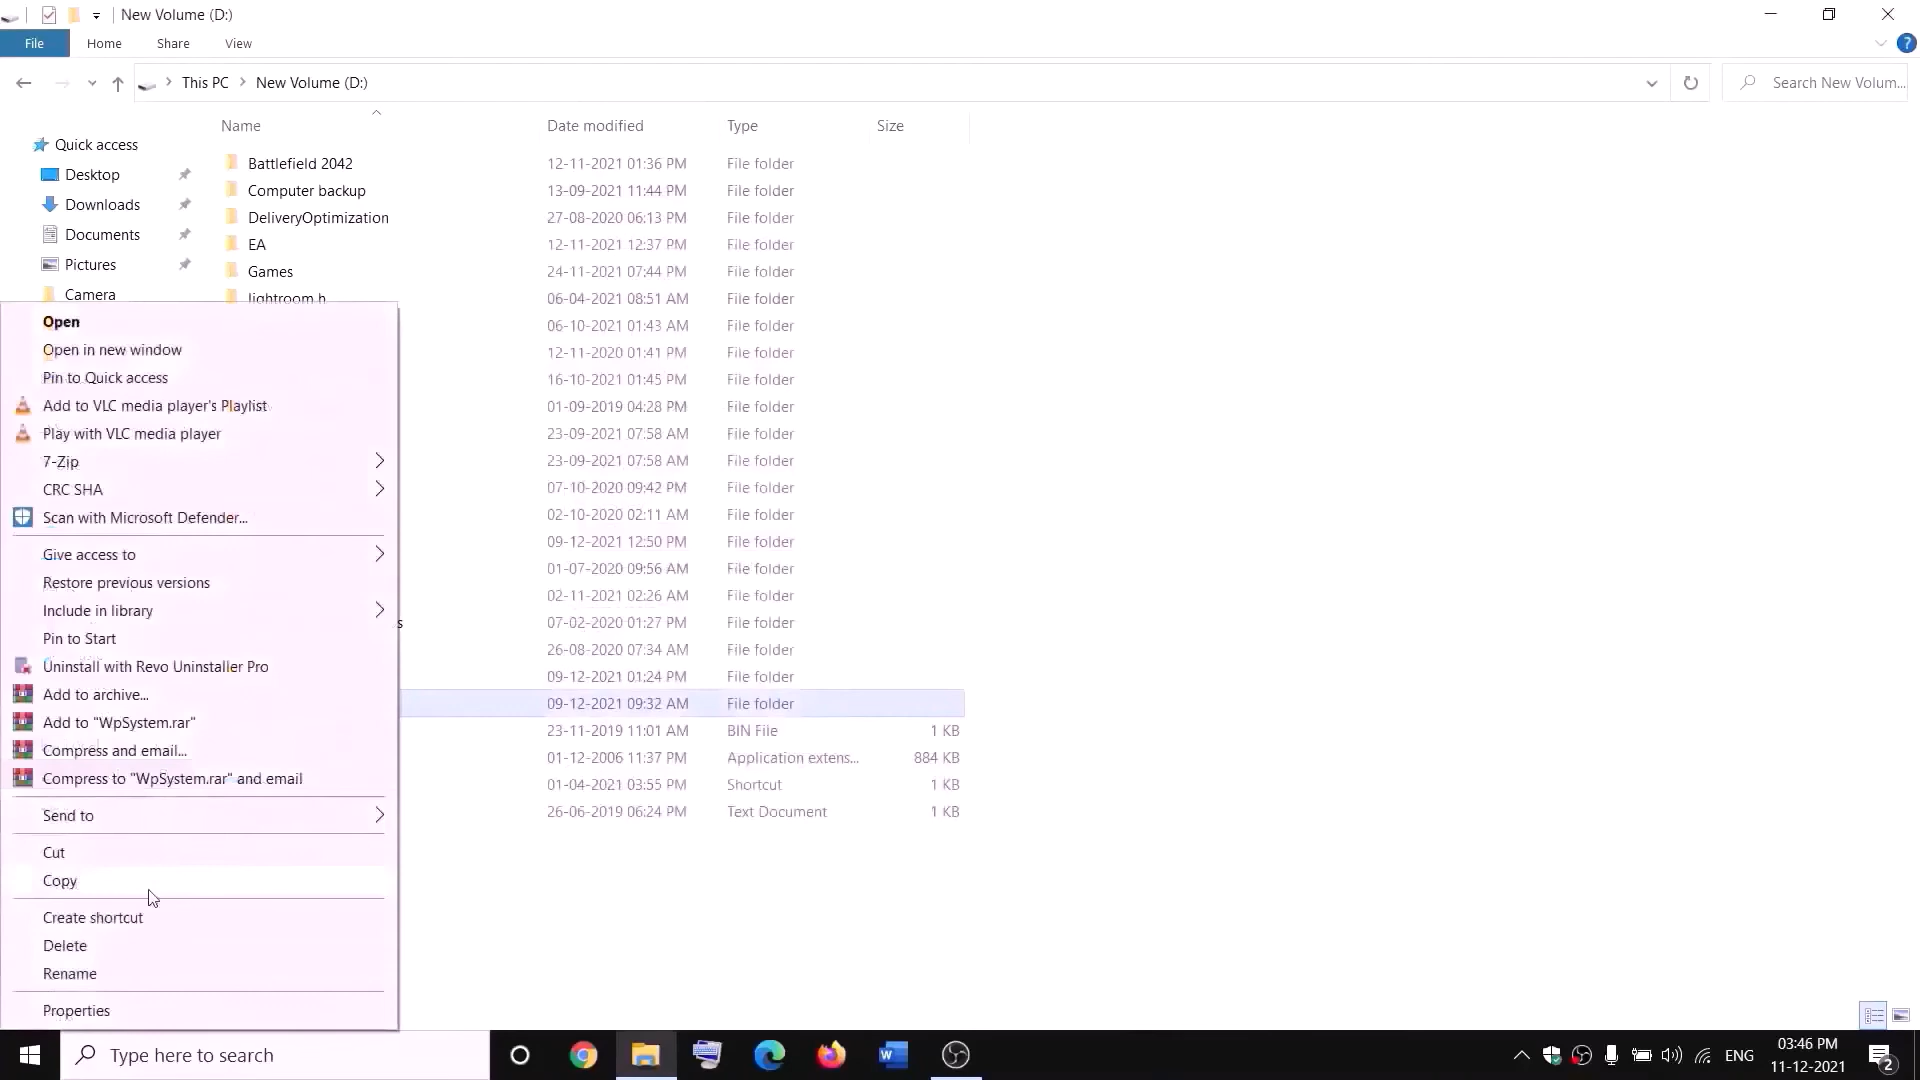 New Volume (D:)
File Home Share View
This PC New Volume (D:)
Search New Volum...
Name Date modified Type Size
Quick access
Desktop
Downloads
Documents
Pictures
Camera
Battlefield 2042 12-11-2021 01:36 PM File folder
Computer backup 13-09-2021 11:44 PM File folder
DeliveryOptimization 27-08-2020 06:13 PM File folder
EA 12-11-2021 12:37 PM File folder
Games 24-11-2021 07:44 PM File folder
lightroom h 06-04-2021 08:51 AM File folder
06-10-2021 01:43 AM File folder
12-11-2020 01:41 PM File folder
16-10-2021 01:45 PM File folder
01-09-2019 04:28 PM File folder
23-09-2021 07:58 AM File folder
23-09-2021 07:58 AM File folder
07-10-2020 09:42 PM File folder
02-10-2020 02:11 AM File folder
09-12-2021 12:50 PM File folder
01-07-2020 09:56 AM File folder
02-11-2021 02:26 AM File folder
s 07-02-2020 01:27 PM File folder
26-08-2020 07:34 AM File folder
09-12-2021 01:24 PM File folder
09-12-2021 09:32 AM File folder
23-11-2019 11:01 AM BIN File 1 KB
01-12-2006 11:37 PM Application extens... 884 KB
01-04-2021 03:55 PM Shortcut 1 KB
26-06-2019 06:24 PM Text Document 1 KB
Open
Open in new window
Pin to Quick access
Add to VLC media player's Playlist
Play with VLC media player
7-Zip
CRC SHA
Scan with Microsoft Defender...
Give access to
Restore previous versions
Include in library
Pin to Start
Uninstall with Revo Uninstaller Pro
Add to archive...
Add to "WpSystem.rar"
Compress and email...
Compress to "WpSystem.rar" and email
Send to
Cut
Copy
Create shortcut
Delete
Rename
Properties
Type here to search
ENG
03:46 PM
11-12-2021
2